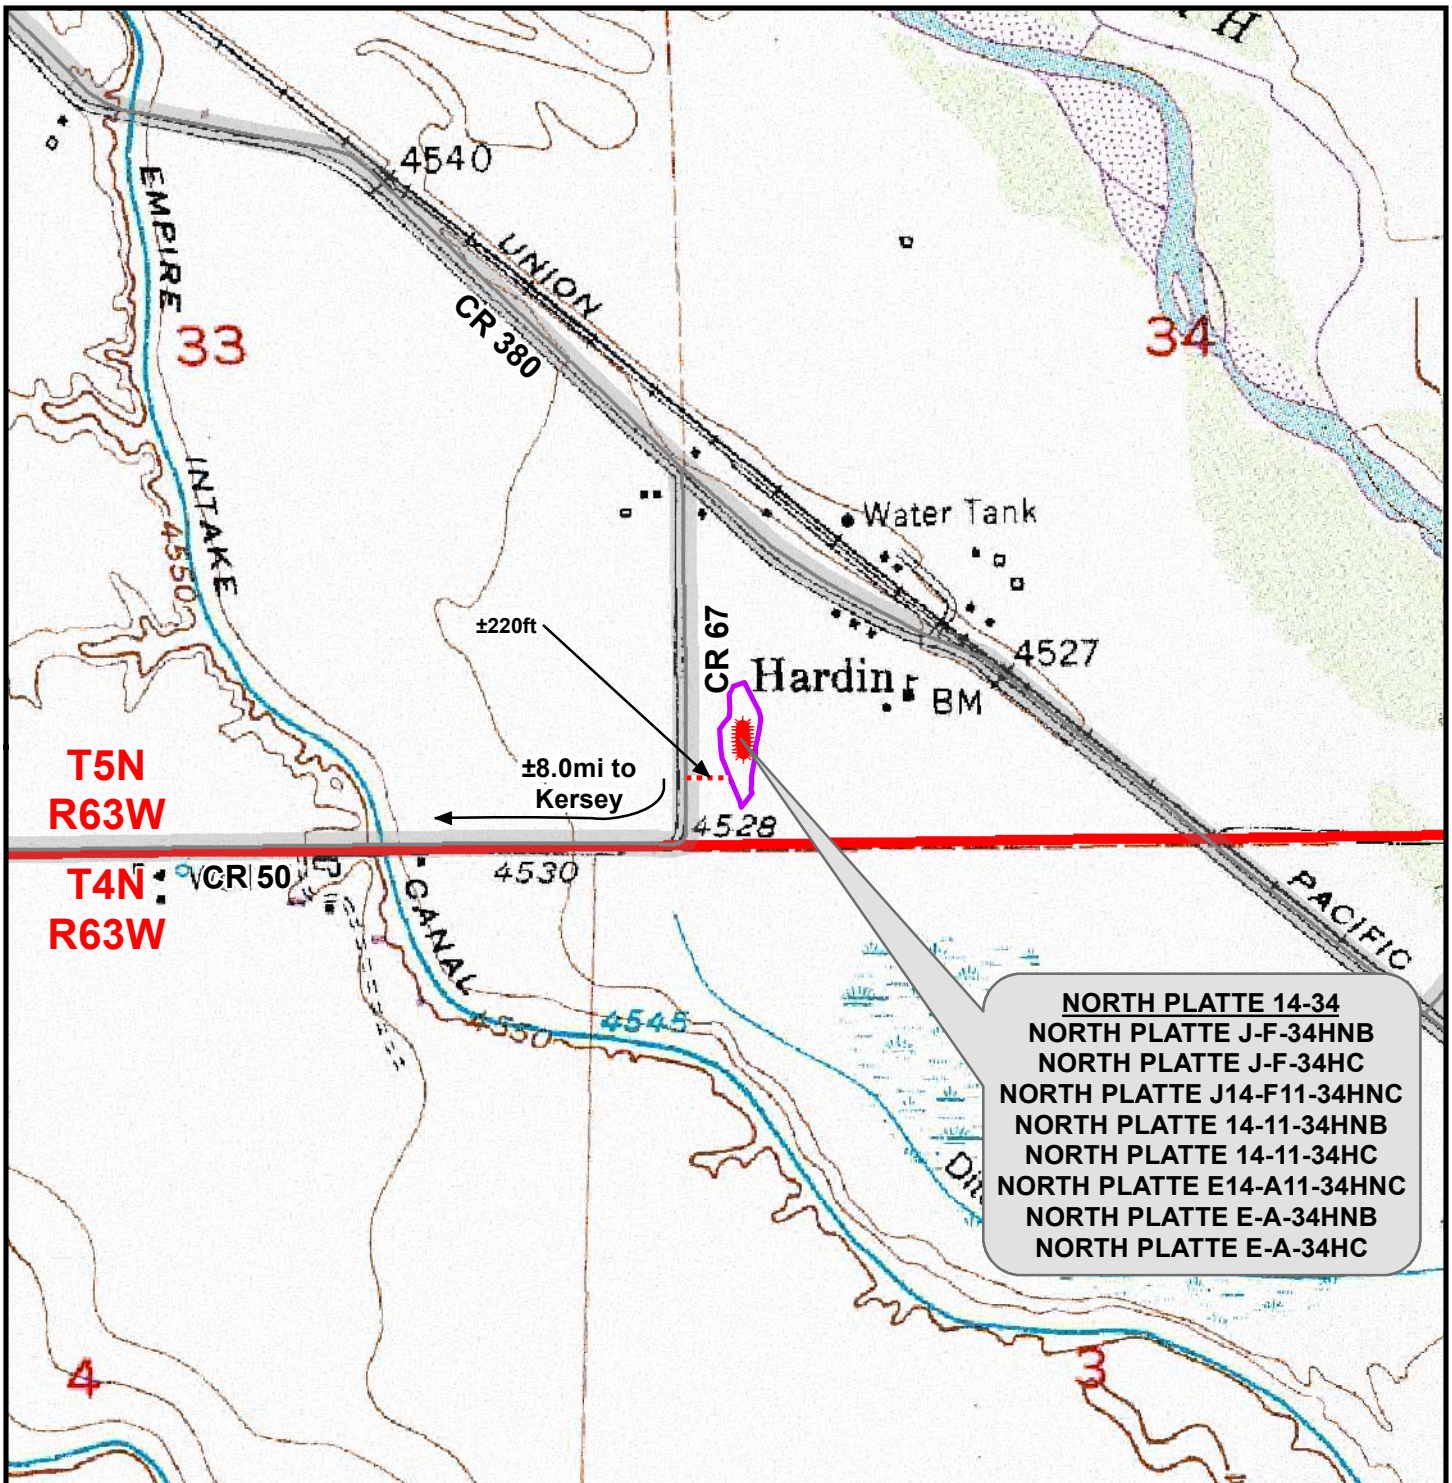 H
4540
EMPIRE
UNION
CR 380
33
34
INTAKE
4550
Water Tank
±220ft
CR 67
Hardin
4527
BM
T5N
R63W
±8.0mi to
Kersey
4528
T4N
R63W
CR 50
4530
CANAL
PACIFIC
4550
4545
NORTH PLATTE 14-34
NORTH PLATTE J-F-34HNB
NORTH PLATTE J-F-34HC
NORTH PLATTE J14-F11-34HNC
NORTH PLATTE 14-11-34HNB
NORTH PLATTE 14-11-34HC
NORTH PLATTE E14-A11-34HNC
NORTH PLATTE E-A-34HNB
NORTH PLATTE E-A-34HC
4
3